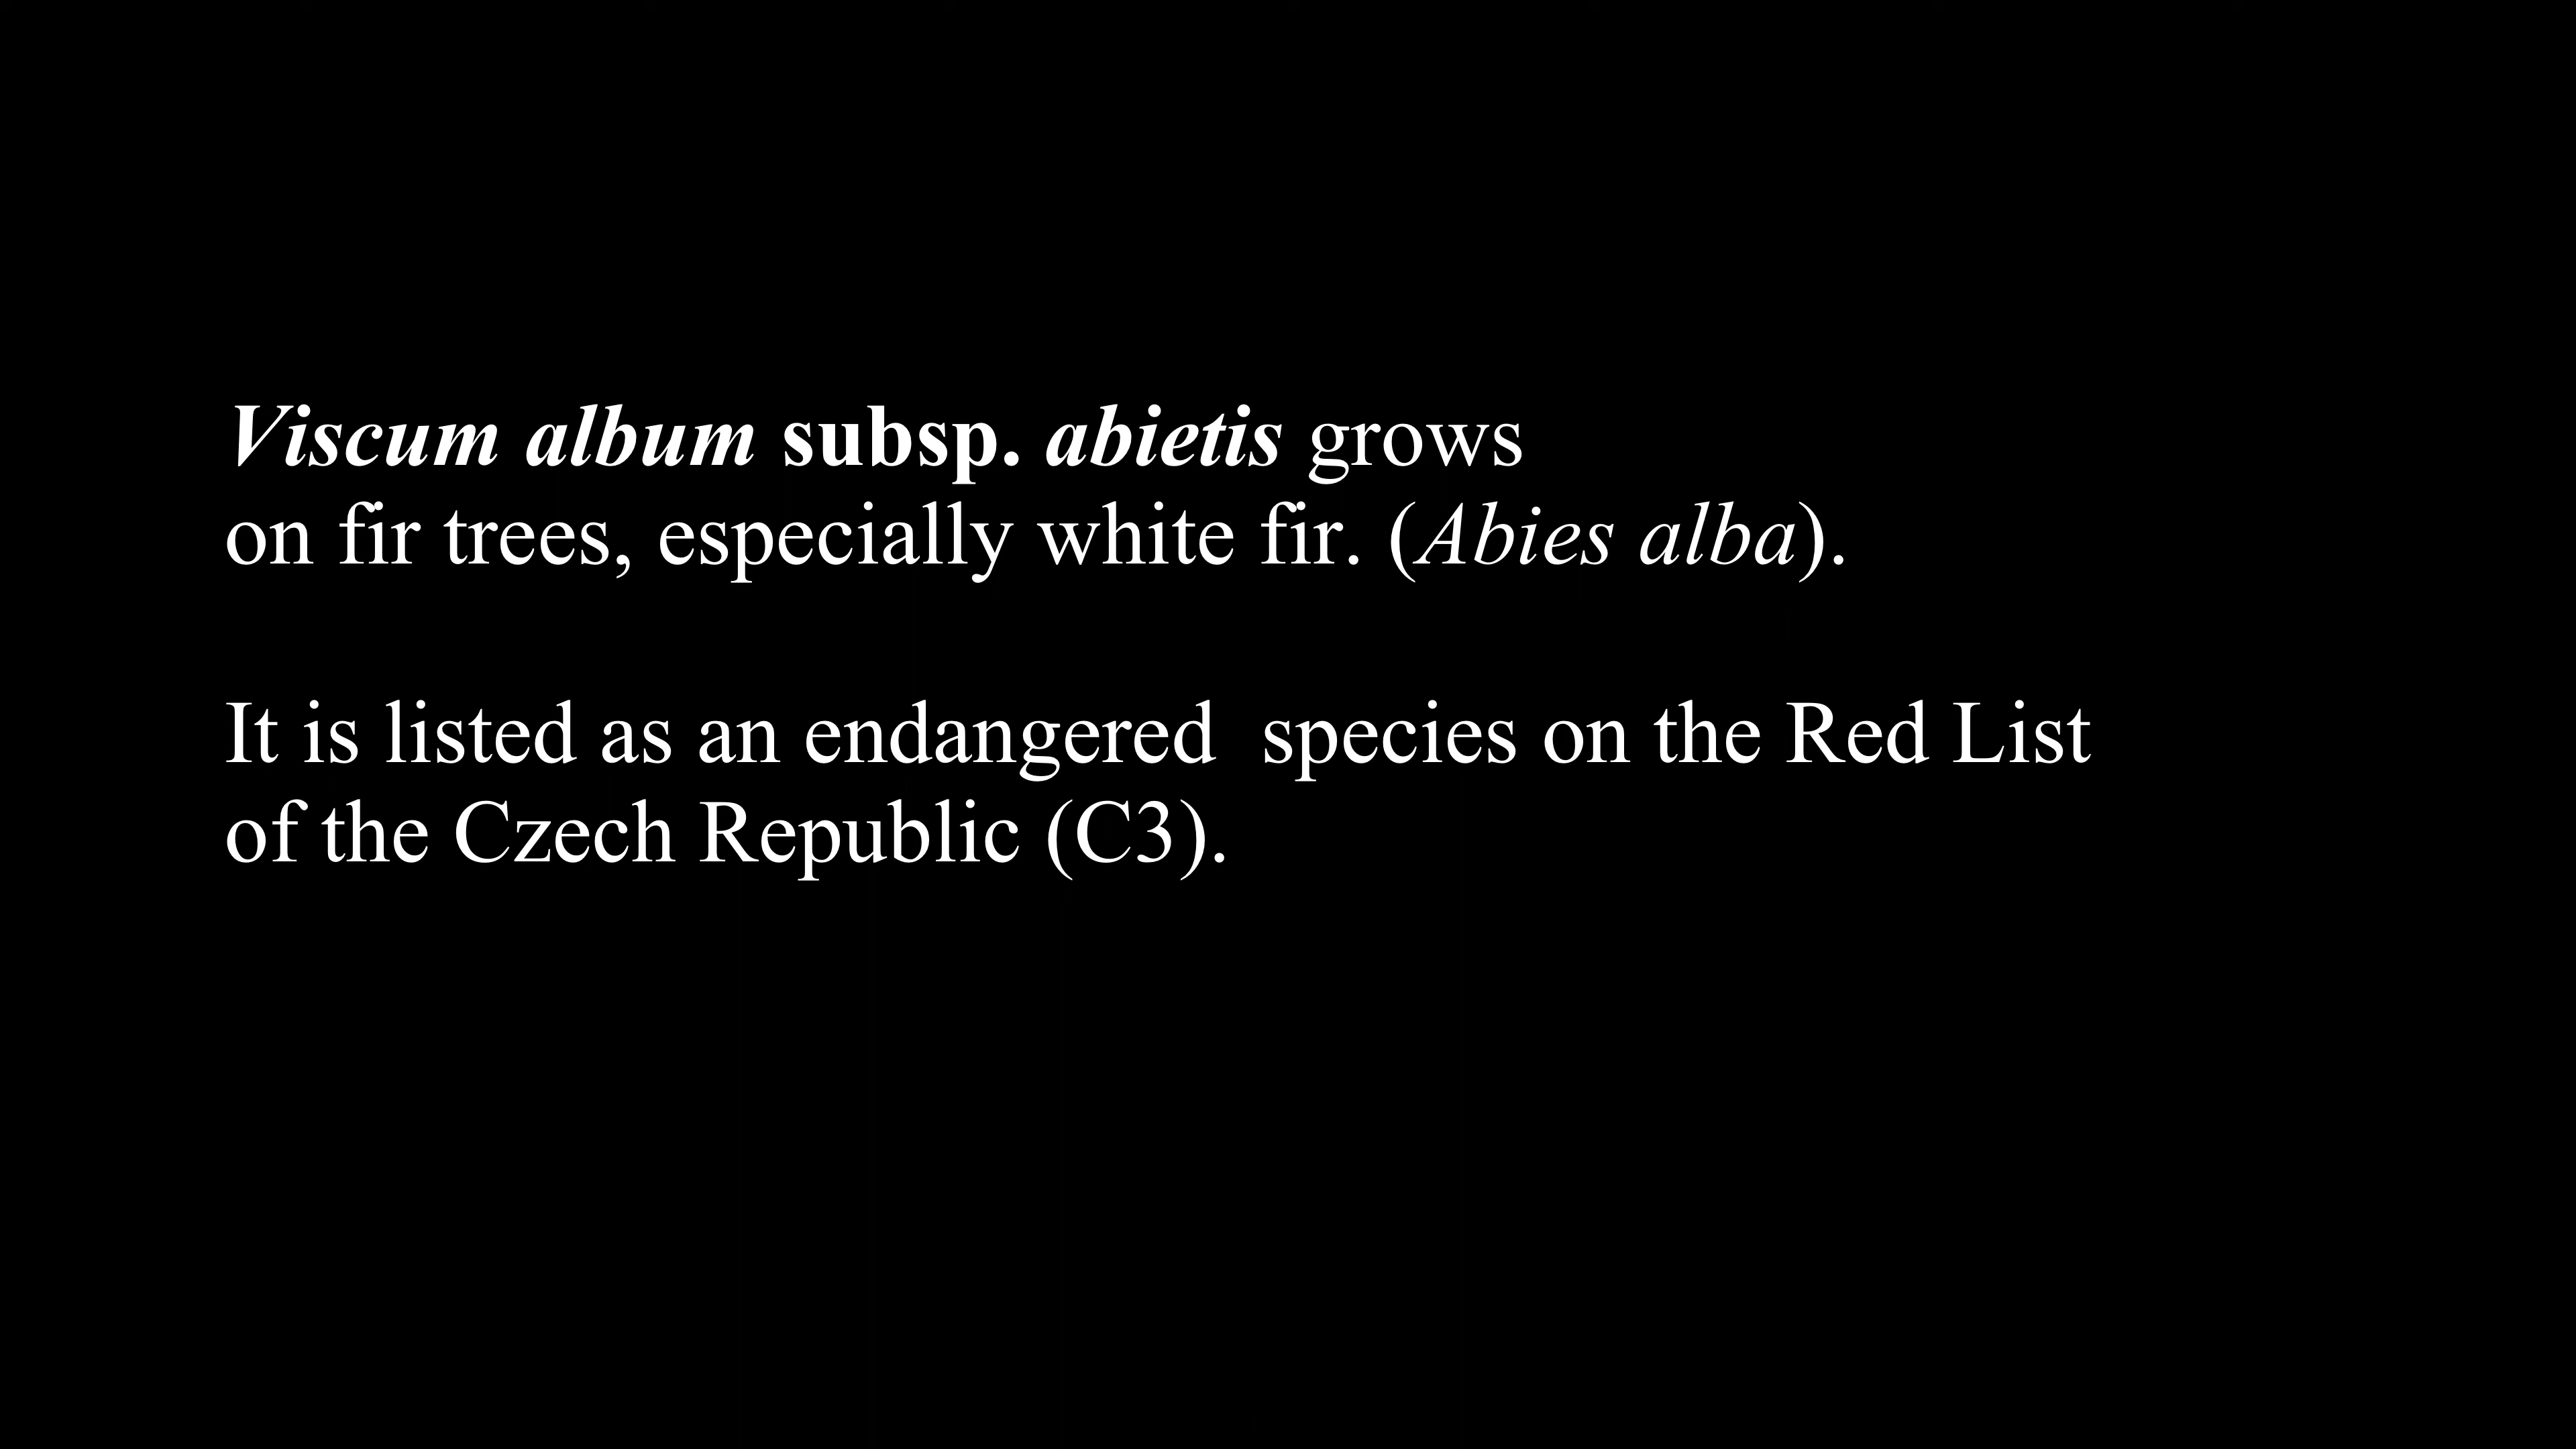 Viscum album subsp. abietis grows
on fir trees, especially white fir. (Abies alba).
It is listed as an endangered  species on the Red List
of the Czech Republic (C3).